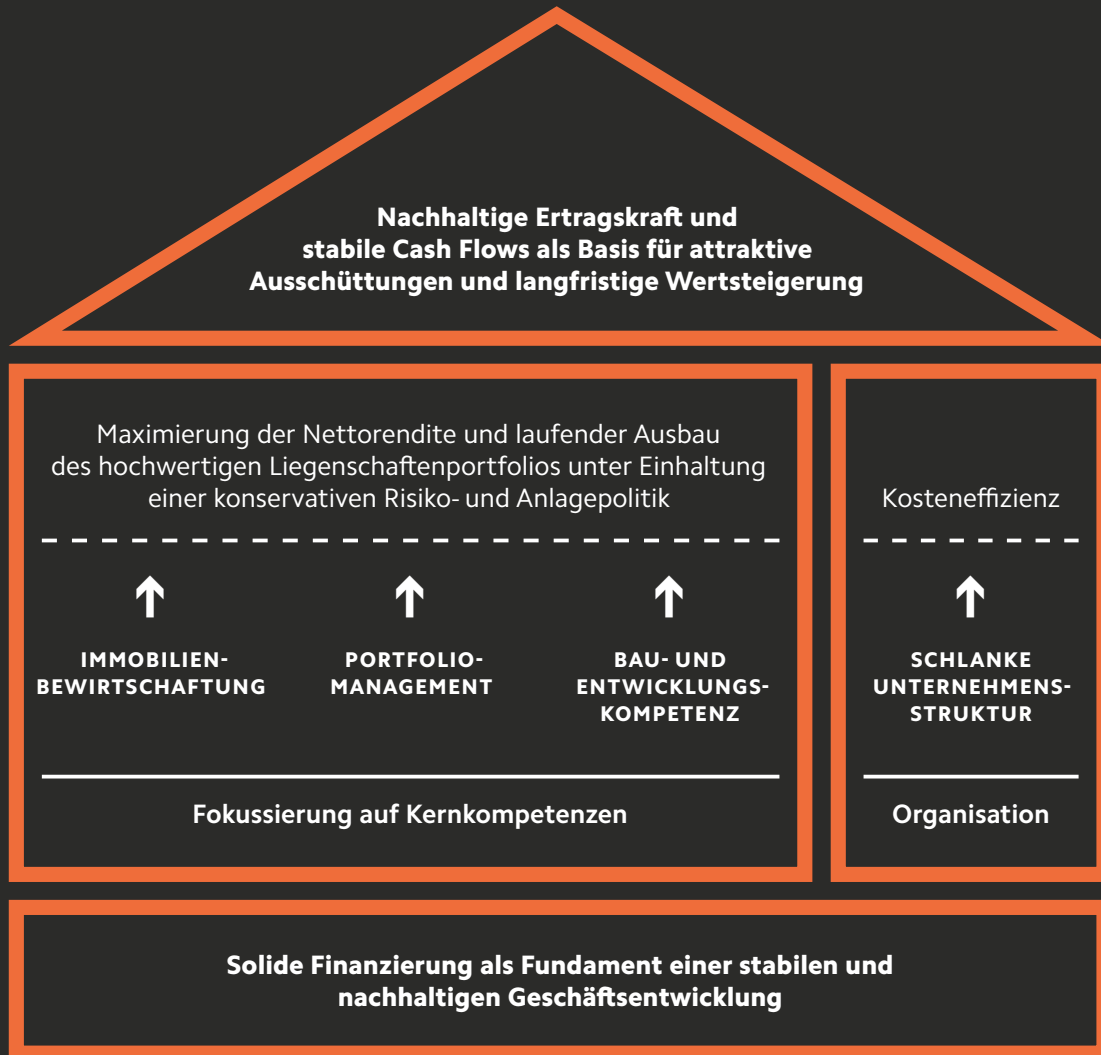 Nachhaltige Ertragskraft und
stabile Cash Flows als Basis für attraktive
Ausschüttungen und langfristige Wertsteigerung
Maximierung der Nettorendite und laufender Ausbau
des hochwertigen Liegenschaftenportfolios unter Einhaltung
einer konservativen Risiko- und Anlagepolitik
IMMOBILIEN-
BEWIRTSCHAFTUNG
PORTFOLIO-
MANAGEMENT
BAU- UND
ENTWICKLUNGS-
KOMPETENZ
Fokussierung auf Kernkompetenzen
Kosteneffizienz
SCHLANKE
UNTERNEHMENS-
STRUKTUR
Organisation
Solide Finanzierung als Fundament einer stabilen und
nachhaltigen Geschäftsentwicklung